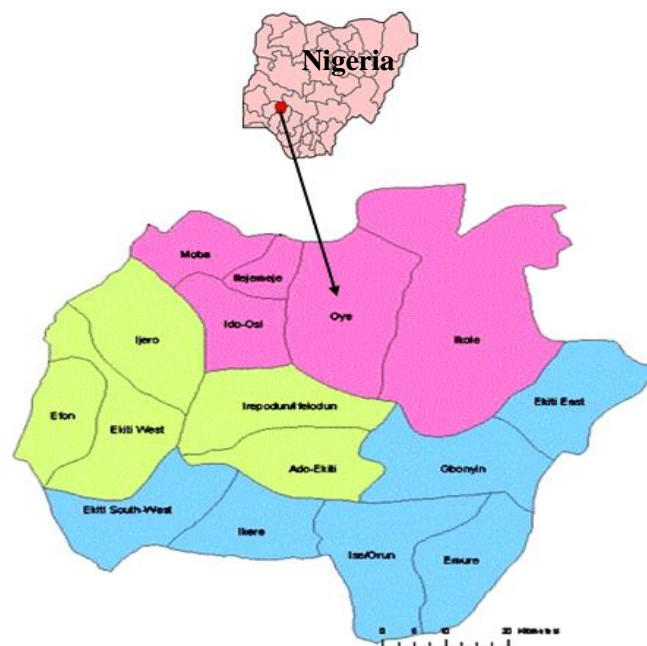 Nigeria
Moba
Ilejemeje
Oye
Ido-Osi
Ikole
Ijero
Ekiti East
Efon
Irepodun/Ifelodun
Ekiti West
Ado-Ekiti
Gbonyin
Ekiti South-West
Ikere
Ise/Orun
Emure
0 5 10 20 Kilometers